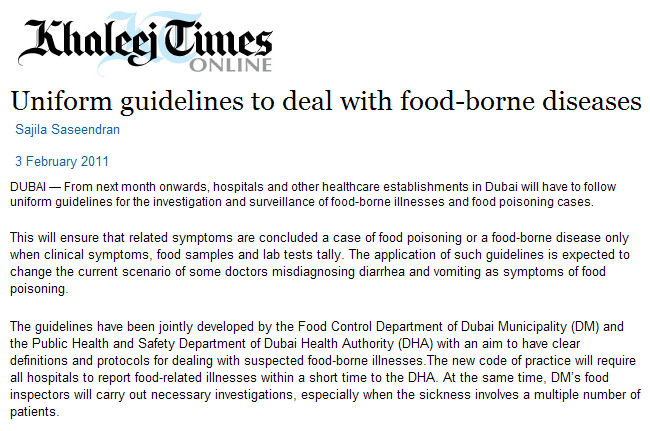 Khaleej Times
ONLINE
Uniform guidelines to deal with food-borne diseases
Sajila Saseendran
3 February 2011
DUBAI — From next month onwards, hospitals and other healthcare establishments in Dubai will have to follow
uniform guidelines for the investigation and surveillance of food-borne illnesses and food poisoning cases.
This will ensure that related symptoms are concluded a case of food poisoning or a food-borne disease only
when clinical symptoms, food samples and lab tests tally. The application of such guidelines is expected to
change the current scenario of some doctors misdiagnosing diarrhea and vomiting as symptoms of food
poisoning.
The guidelines have been jointly developed by the Food Control Department of Dubai Municipality (DM) and
the Public Health and Safety Department of Dubai Health Authority (DHA) with an aim to have clear
definitions and protocols for dealing with suspected food-borne illnesses.The new code of practice will require
all hospitals to report food-related illnesses within a short time to the DHA. At the same time, DM's food
inspectors will carry out necessary investigations, especially when the sickness involves a multiple number of
patients.